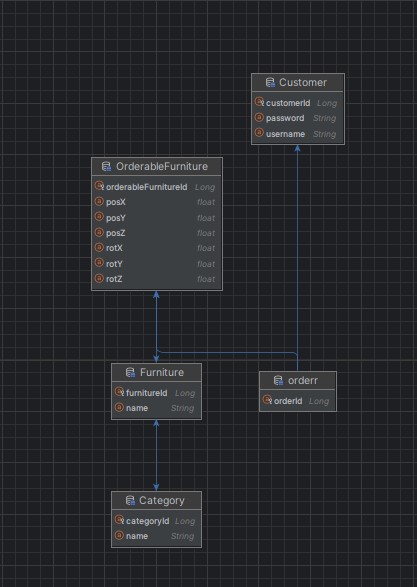 Customer
customerId Long
password String
username String
OrderableFurniture
orderableFurnitureId Long
posX float
posY float
posZ float
rotX float
rotY float
rotZ float
Furniture
furnitureId Long
name String
orderr
orderId Long
Category
categoryId Long
name String